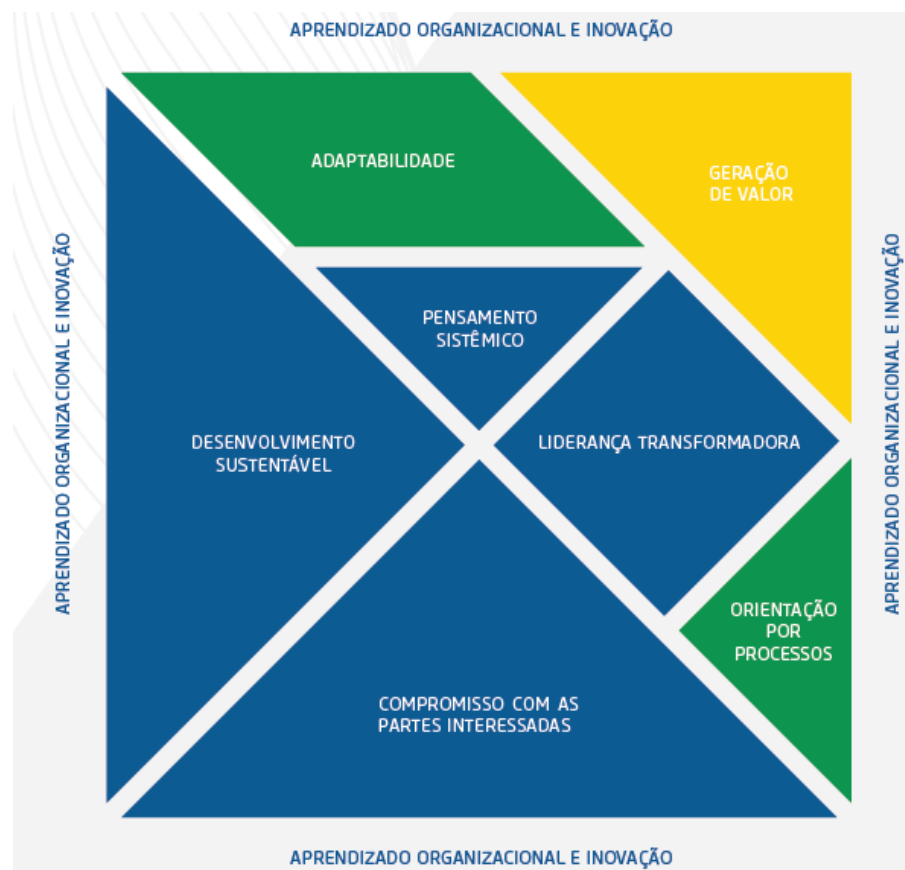 APRENDIZADO ORGANIZACIONAL E INOVAÇÃO
ADAPTABILIDADE
GERAÇÃO
DE VALOR
APRENDIZADO ORGANIZACIONAL E INOVAÇÃO
APRENDIZADO ORGANIZACIONAL E INOVAÇÃO
PENSAMENTO
SISTÊMICO
DESENVOLVIMENTO
SUSTENTÁVEL
LIDERANÇA TRANSFORMADORA
ORIENTAÇÃO
POR
PROCESSOS
COMPROMISSO COM AS
PARTES INTERESSADAS
APRENDIZADO ORGANIZACIONAL E INOVAÇÃO